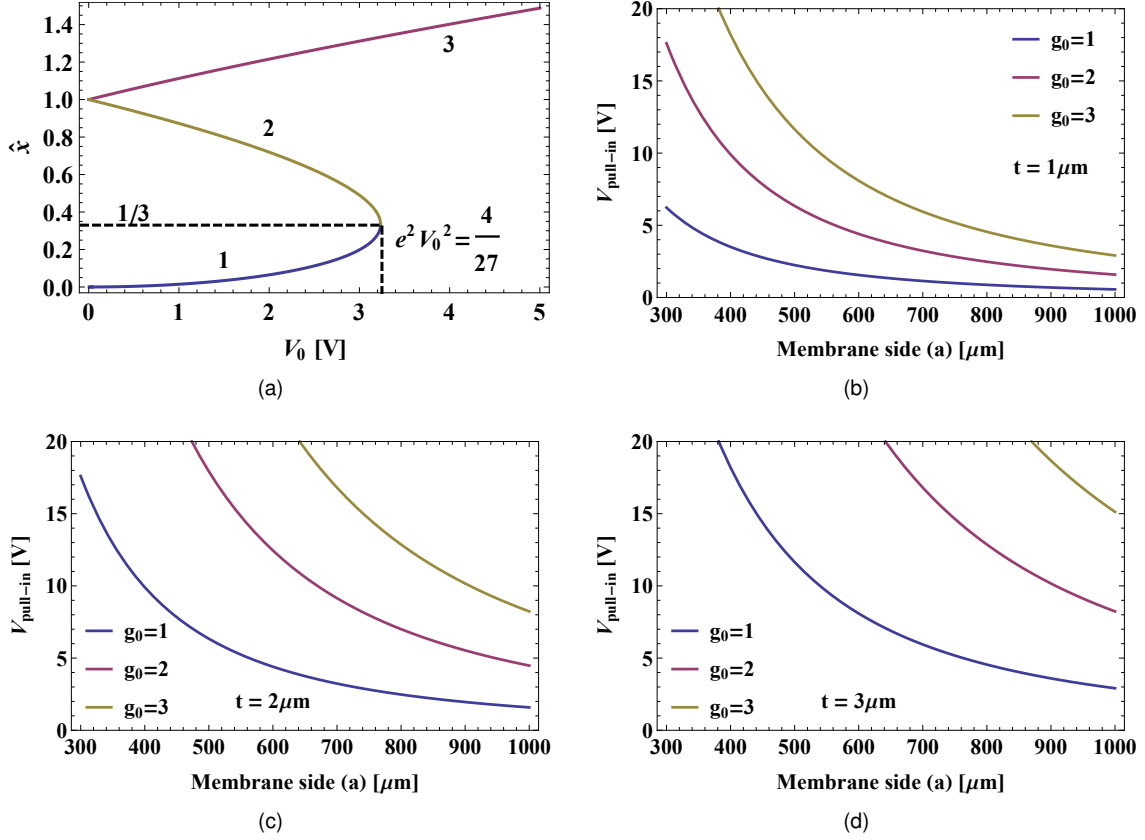 1.4
1.2
1.0
0.8
0.6
0.4
0.2
0.0
x̂
3
2
1/3
1
e² V₀² = 4/27
0 1 2 3 4 5
V₀ [V]
(a)
20
15
10
5
0
V_pull−in [V]
g₀=1
g₀=2
g₀=3
t = 1μm
300 400 500 600 700 800 900 1000
Membrane side (a) [μm]
(b)
20
15
10
5
0
V_pull−in [V]
g₀=1
g₀=2
g₀=3
t = 2μm
300 400 500 600 700 800 900 1000
Membrane side (a) [μm]
(c)
20
15
10
5
0
V_pull−in [V]
g₀=1
g₀=2
g₀=3
t = 3μm
300 400 500 600 700 800 900 1000
Membrane side (a) [μm]
(d)